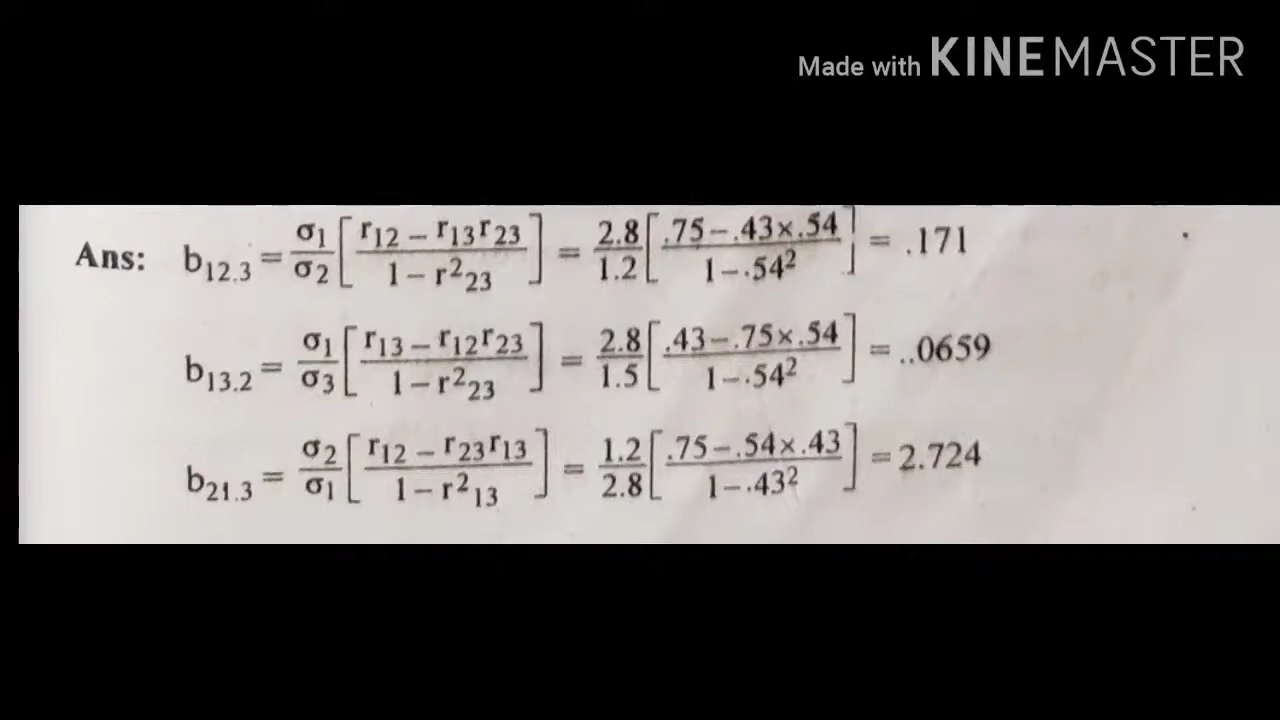 Made with KINEMASTER
Ans: b12.3 = σ1/σ2 [ (r12 – r13r23) / (1 – r²23) ] = 2.8/1.2 [ (.75–.43×.54) / (1–.54²) ] = .171
b13.2 = σ1/σ3 [ (r13 – r12r23) / (1 – r²23) ] = 2.8/1.5 [ (.43–.75×.54) / (1–.54²) ] = ..0659
b21.3 = σ2/σ1 [ (r12 – r23r13) / (1 – r²13) ] = 1.2/2.8 [ (.75–.54×.43) / (1–.43²) ] = 2.724